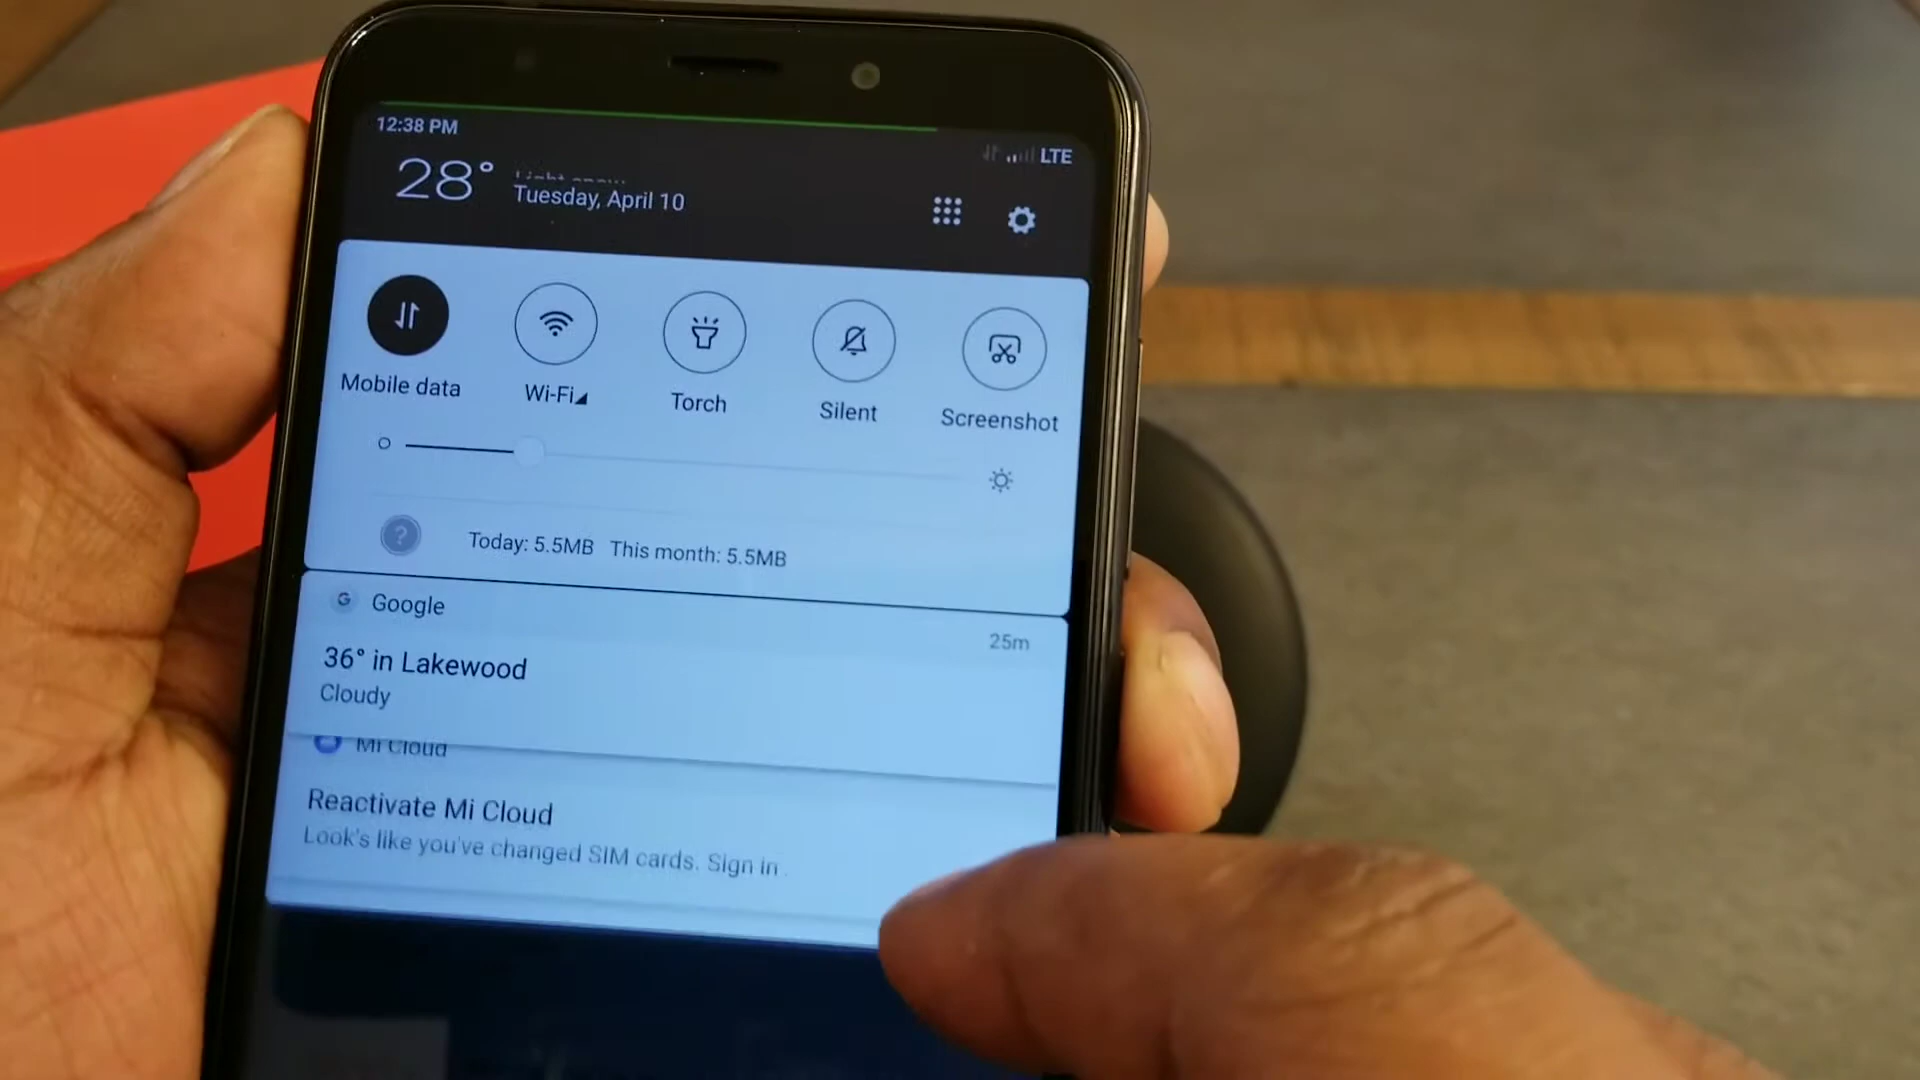 12:38 PM
LTE
28°
Tuesday, April 10
Mobile data
Wi-Fi
Torch
Silent
Screenshot
? Today: 5.5MB This month: 5.5MB
G Google
25m
36° in Lakewood
Cloudy
Mi Cloud
Reactivate Mi Cloud
Look's like you've changed SIM cards. Sign in